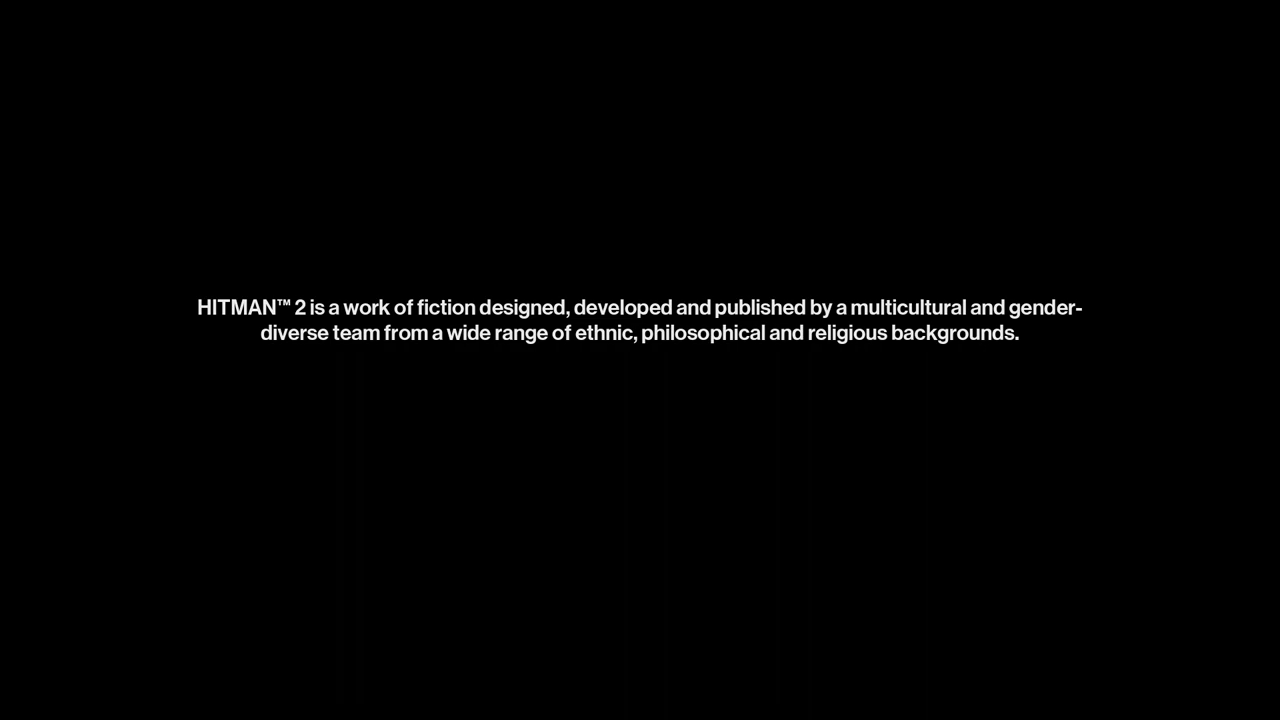 HITMAN™ 2 is a work of fiction designed, developed and published by a multicultural and gender-
diverse team from a wide range of ethnic, philosophical and religious backgrounds.